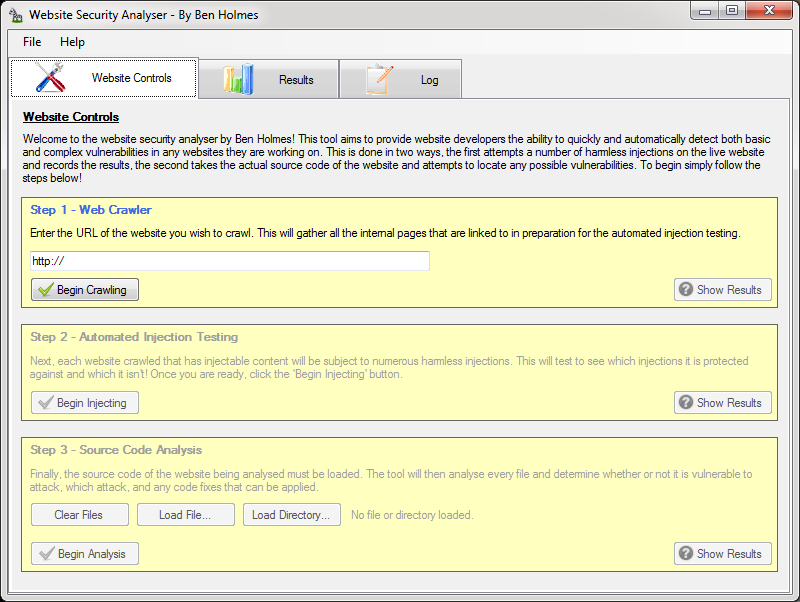 Website Security Analyser - By Ben Holmes
File Help
Website Controls Results Log
Website Controls
Welcome to the website security analyser by Ben Holmes! This tool aims to provide website developers the ability to quickly and automatically detect both basic
and complex vulnerabilities in any websites they are working on. This is done in two ways, the first attempts a number of harmless injections on the live website
and records the results, the second takes the actual source code of the website and attempts to locate any possible vulnerabilities. To begin simply follow the
steps below!
Step 1 - Web Crawler
Enter the URL of the website you wish to crawl. This will gather all the internal pages that are linked to in preparation for the automated injection testing.
http://
Begin Crawling Show Results
Step 2 - Automated Injection Testing
Next, each website crawled that has injectable content will be subject to numerous harmless injections. This will test to see which injections it is protected
against and which it isn't! Once you are ready, click the 'Begin Injecting' button.
Begin Injecting Show Results
Step 3 - Source Code Analysis
Finally, the source code of the website being analysed must be loaded. The tool will then analyse every file and determine whether or not it is vulnerable to
attack, which attack, and any code fixes that can be applied.
Clear Files Load File... Load Directory... No file or directory loaded.
Begin Analysis Show Results